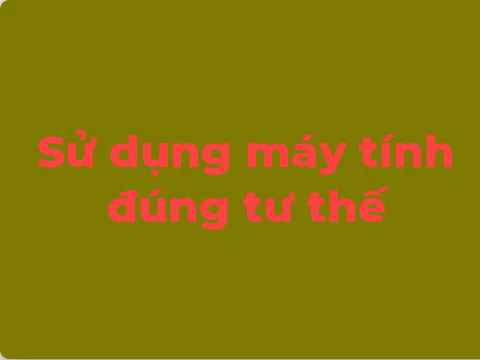 Sử dụng máy tính
đúng tư thế